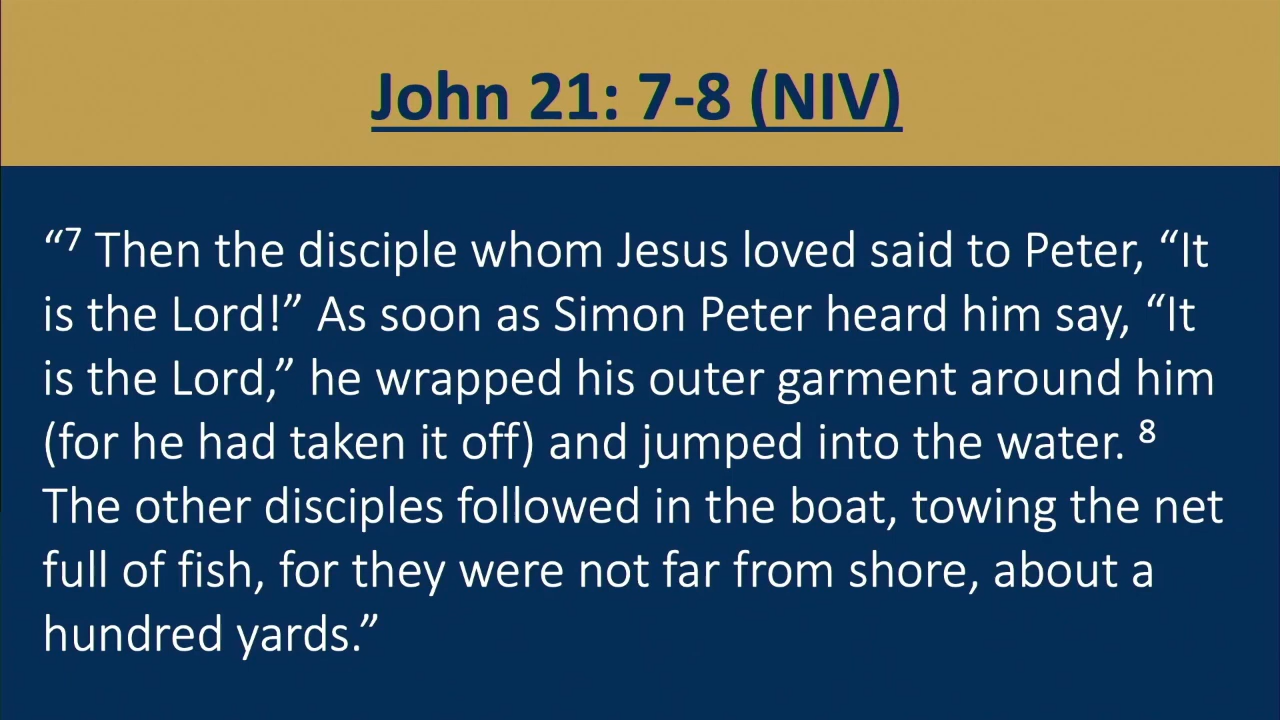 John 21: 7-8 (NIV)
“⁷ Then the disciple whom Jesus loved said to Peter, “It
is the Lord!” As soon as Simon Peter heard him say, “It
is the Lord,” he wrapped his outer garment around him
(for he had taken it off) and jumped into the water. ⁸
The other disciples followed in the boat, towing the net
full of fish, for they were not far from shore, about a
hundred yards.”